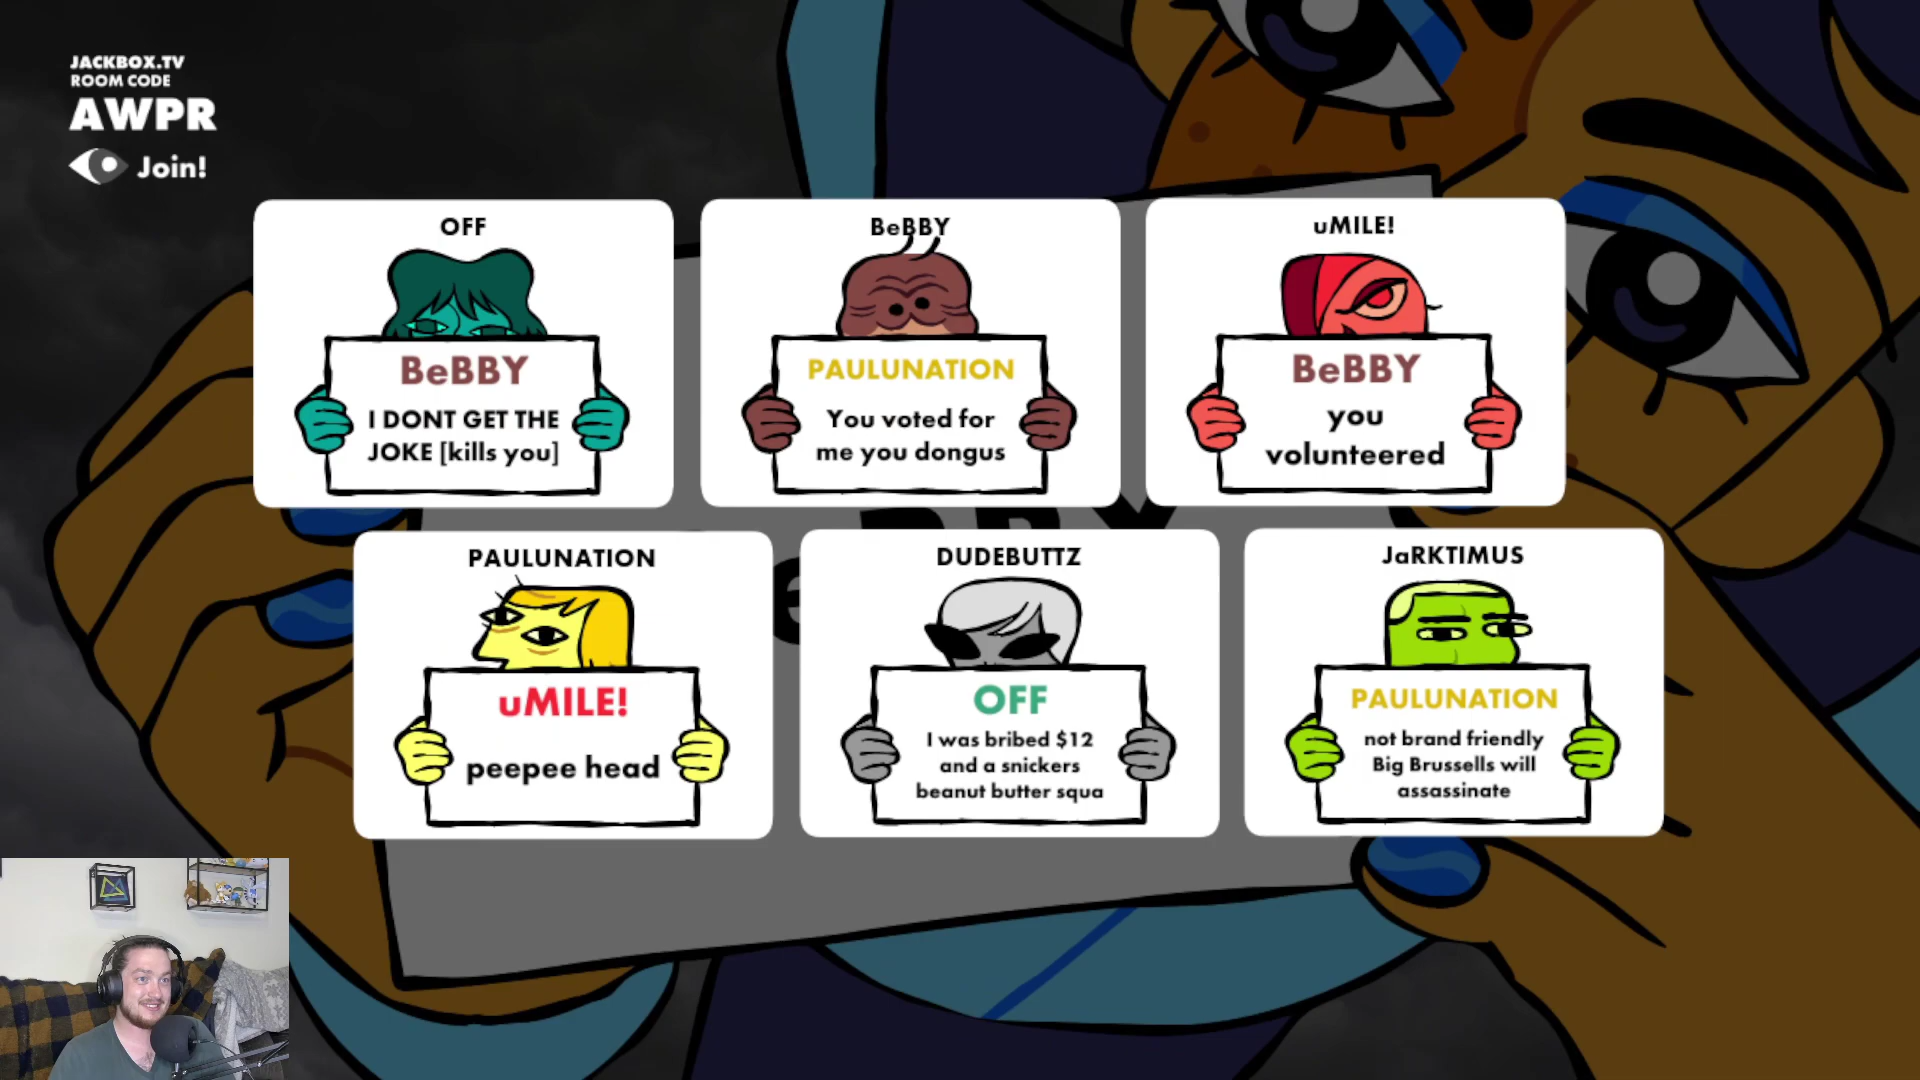 JACKBOX.TV
ROOM CODE
AWPR
Join!
OFF
BeBBY
I DONT GET THE
JOKE [kills you]
BeBBY
PAULUNATION
You voted for
me you dongus
uMILE!
BeBBY
you
volunteered
PAULUNATION
uMILE!
peepee head
DUDEBUTTZ
OFF
I was bribed $12
and a snickers
beanut butter squa
JaRKTIMUS
PAULUNATION
not brand friendly
Big Brussells will
assassinate